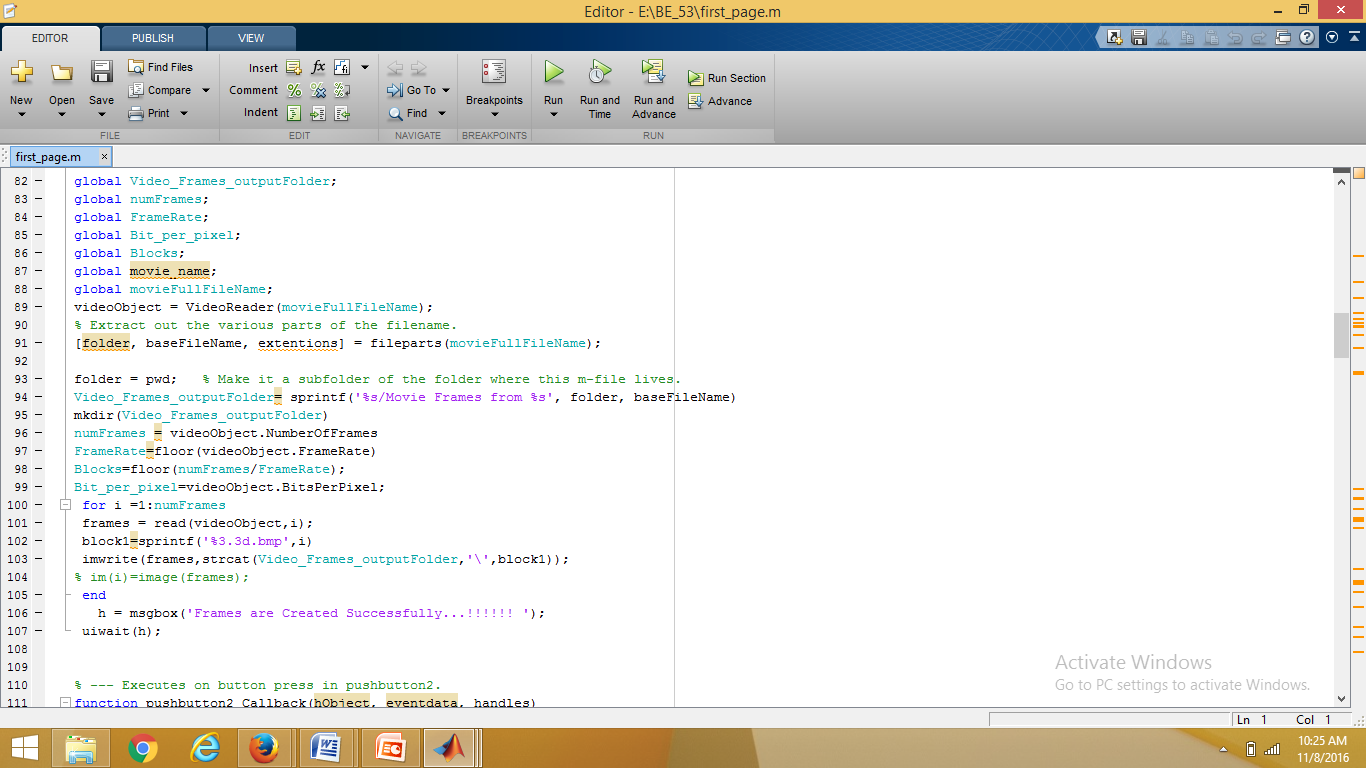 Editor - E:\BE_53\first_page.m
EDITOR PUBLISH VIEW
New Open Save Find Files Compare Print
Insert fx
Comment
Indent
Go To
Find
Breakpoints
Run Run and Time Run and Advance Run Section Advance
FILE EDIT NAVIGATE BREAKPOINTS RUN
first_page.m ×
82 – global Video_Frames_outputFolder;
83 – global numFrames;
84 – global FrameRate;
85 – global Bit_per_pixel;
86 – global Blocks;
87 – global movie_name;
88 – global movieFullFileName;
89 – videoObject = VideoReader(movieFullFileName);
90 % Extract out the various parts of the filename.
91 – [folder, baseFileName, extentions] = fileparts(movieFullFileName);
92
93 – folder = pwd;   % Make it a subfolder of the folder where this m-file lives.
94 – Video_Frames_outputFolder= sprintf('%s/Movie Frames from %s', folder, baseFileName)
95 – mkdir(Video_Frames_outputFolder)
96 – numFrames = videoObject.NumberOfFrames
97 – FrameRate=floor(videoObject.FrameRate)
98 – Blocks=floor(numFrames/FrameRate);
99 – Bit_per_pixel=videoObject.BitsPerPixel;
100 – for i =1:numFrames
101 – frames = read(videoObject,i);
102 – block1=sprintf('%3.3d.bmp',i)
103 – imwrite(frames,strcat(Video_Frames_outputFolder,'\',block1));
104 % im(i)=image(frames);
105 – end
106 – h = msgbox('Frames are Created Successfully...!!!!!! ');
107 – uiwait(h);
108
109
110 % --- Executes on button press in pushbutton2.
111 function pushbutton2_Callback(hObject, eventdata, handles)
Activate Windows
Go to PC settings to activate Windows.
Ln 1 Col 1
10:25 AM
11/8/2016